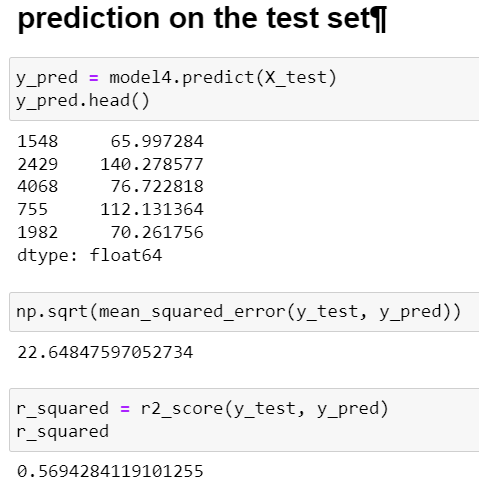 prediction on the test set¶
y_pred = model4.predict(X_test)
y_pred.head()
1548 65.997284
2429 140.278577
4068 76.722818
755 112.131364
1982 70.261756
dtype: float64
np.sqrt(mean_squared_error(y_test, y_pred))
22.64847597052734
r_squared = r2_score(y_test, y_pred)
r_squared
0.5694284119101255